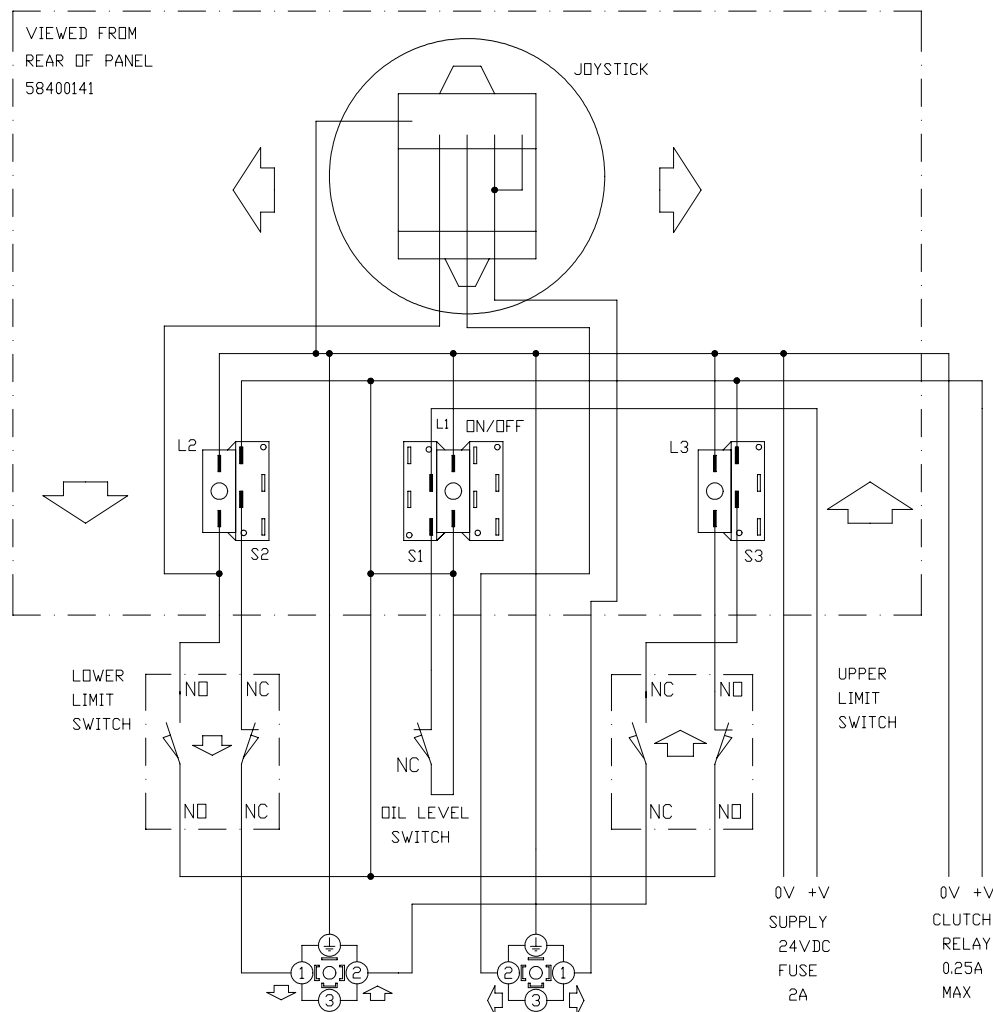 VIEWED FROM
REAR OF PANEL
58400141
JOYSTICK
L2
L1
ON/OFF
L3
S2
S1
S3
LOWER
LIMIT
SWITCH
NO
NC
NC
NO
UPPER
LIMIT
SWITCH
NC
NO
NC
NC
NO
OIL LEVEL
SWITCH
0V +V
SUPPLY
24VDC
FUSE
2A
0V +V
CLUTCH
RELAY
0.25A
MAX
1
2
3
2
1
3